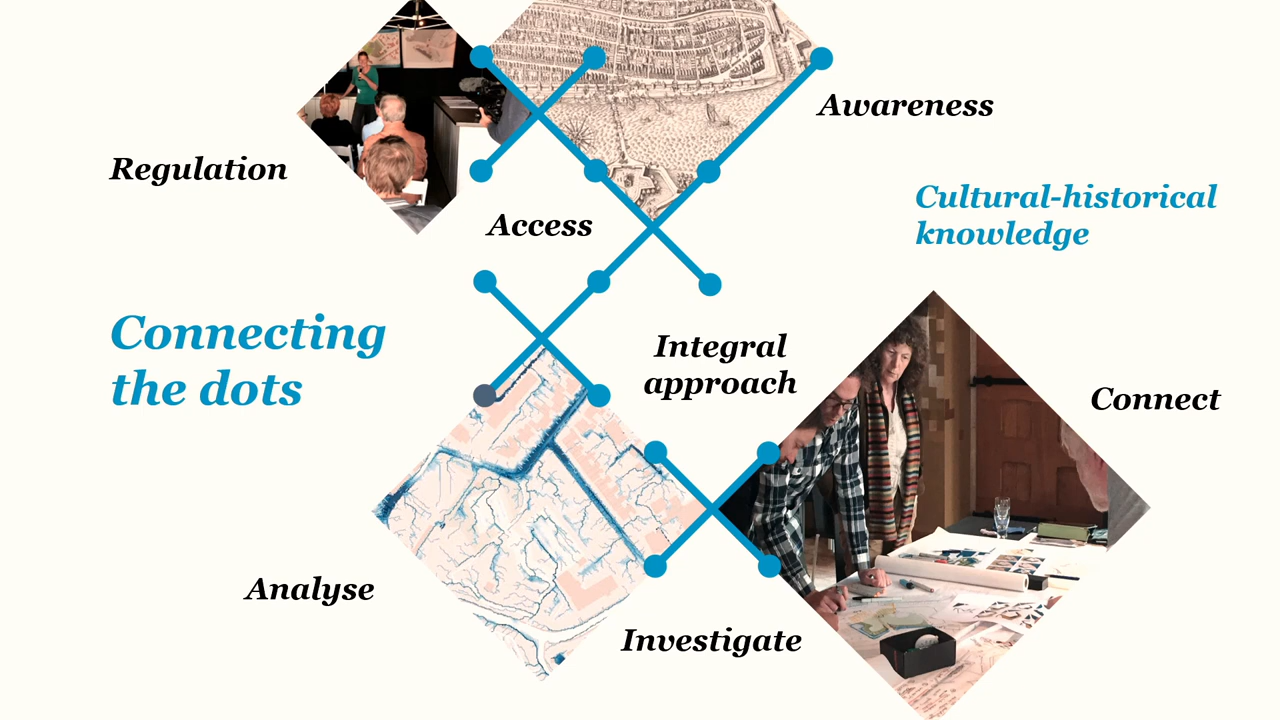 Awareness
Regulation
Cultural-historical
knowledge
Access
Connecting
the dots
Integral
approach
Connect
Analyse
Investigate